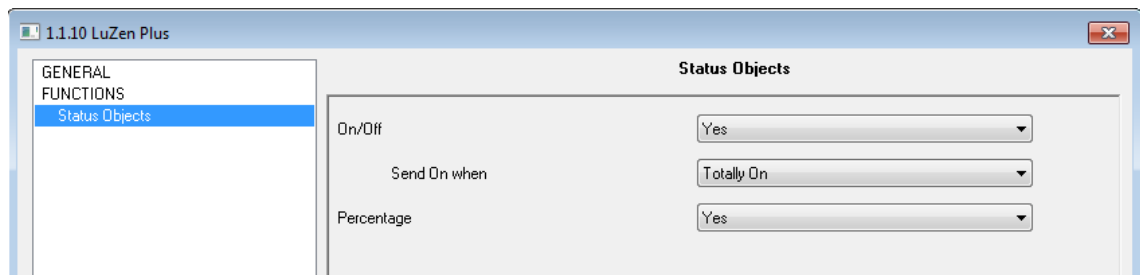 1.1.10 LuZen Plus
GENERAL
FUNCTIONS
Status Objects
Status Objects
On/Off Yes
Send On when Totally On
Percentage Yes